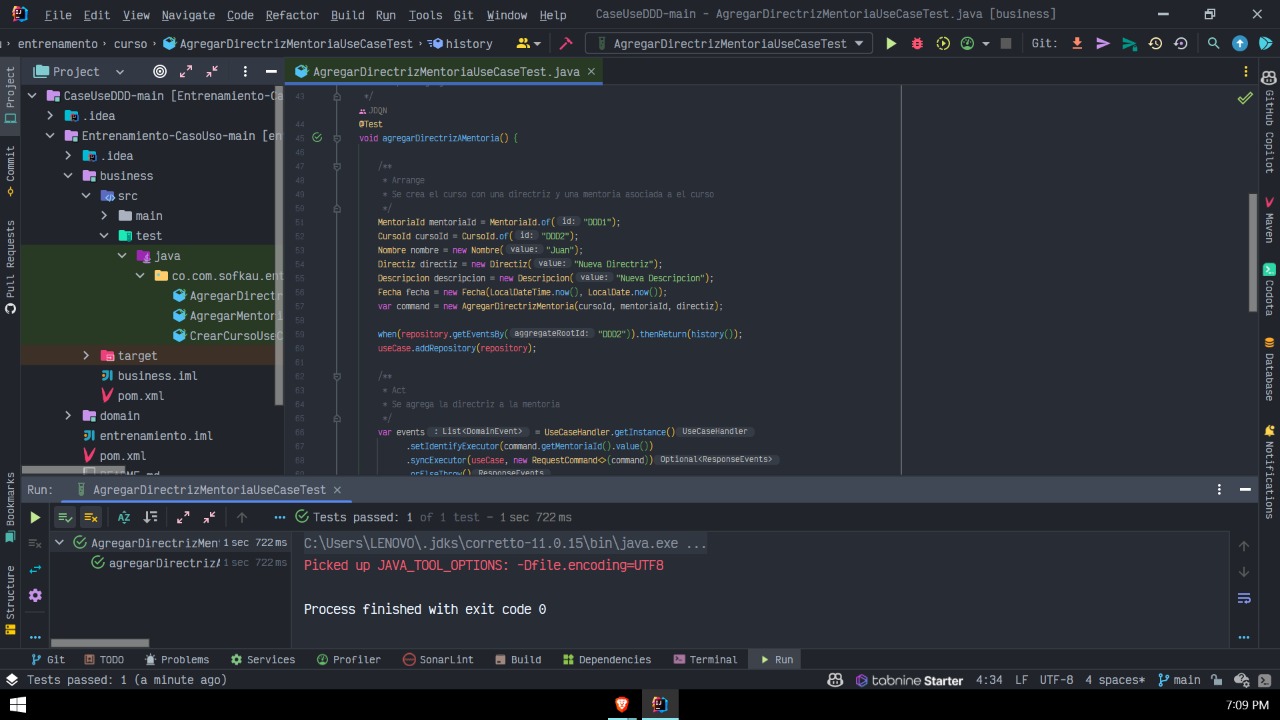 File Edit View Navigate Code Refactor Build Run Tools Git Window Help CaseUseDDD-main - AgregarDirectrizMentoriaUseCaseTest.java [business]
entrenamento curso AgregarDirectrizMentoriaUseCaseTest history AgregarDirectrizMentoriaUseCaseTest Git:
Project
AgregarDirectrizMentoriaUseCaseTest.java
CaseUseDDD-main [Entrenamiento-Ca
.idea
Entrenamiento-CasoUso-main [en
.idea
business
src
main
test
java
co.com.sofkau.ent
AgregarDirectr
AgregarMentor
CrearCursoUseC
target
business.iml
pom.xml
domain
entrenamiento.iml
pom.xml
README.md
43 */
JDQN
44 @Test
45 void agregarDirectrizAMentoria() {
46
47 /**
48 * Arrange
49 * Se crea el curso con una directriz y una mentoria asociada a el curso
50 */
51 MentoriaId mentoriaId = MentoriaId.of( id: "DDD1");
52 CursoId cursoId = CursoId.of( id: "DDD2");
53 Nombre nombre = new Nombre( value: "Juan");
54 Directiz directiz = new Directiz( value: "Nueva Directriz");
55 Descripcion descripcion = new Descripcion( value: "Nueva Descripcion");
56 Fecha fecha = new Fecha(LocalDateTime.now(), LocalDate.now());
57 var command = new AgregarDirectrizMentoria(cursoId, mentoriaId, directiz);
58
59 when(repository.getEventsBy( aggregateRootId: "DDD2")).thenReturn(history());
60 useCase.addRepository(repository);
61
62 /**
63 * Act
64 * Se agrega la directriz a la mentoria
65 */
66 var events : List<DomainEvent> = UseCaseHandler.getInstance() UseCaseHandler
67 .setIdentifyExecutor(command.getMentoriaId().value())
68 .syncExecutor(useCase, new RequestCommand<>(command)) Optional<ResponseEvents>
.orElseThrow() ResponseEvents
Project
Commit
Pull Requests
Bookmarks
Structure
GitHub Copilot
Maven
Codota
Database
Notifications
Run: AgregarDirectrizMentoriaUseCaseTest
Tests passed: 1 of 1 test – 1 sec 722 ms
AgregarDirectrizMen 1 sec 722 ms
agregarDirectrizA 1 sec 722 ms
C:\Users\LENOVO\.jdks\corretto-11.0.15\bin\java.exe ...
Picked up JAVA_TOOL_OPTIONS: -Dfile.encoding=UTF8
Process finished with exit code 0
Git TODO Problems Services Profiler SonarLint Build Dependencies Terminal Run
Tests passed: 1 (a minute ago) tabnine Starter 4:34 LF UTF-8 4 spaces* main
7:09 PM